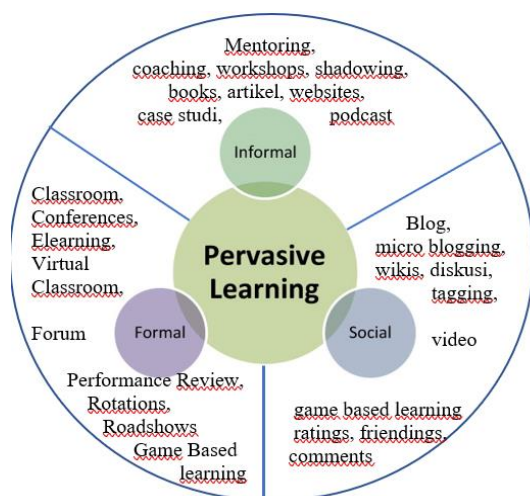 Mentoring,
coaching, workshops, shadowing,
books, artikel, websites,
case studi, podcast
Informal
Classroom,
Conferences,
Elearning,
Virtual
Classroom,
Forum
Formal
Performance Review,
Rotations,
Roadshows
Game Based
learning
Pervasive
Learning
Blog,
micro blogging,
wikis, diskusi,
tagging,
video
Social
game based learning
ratings, friendings,
comments